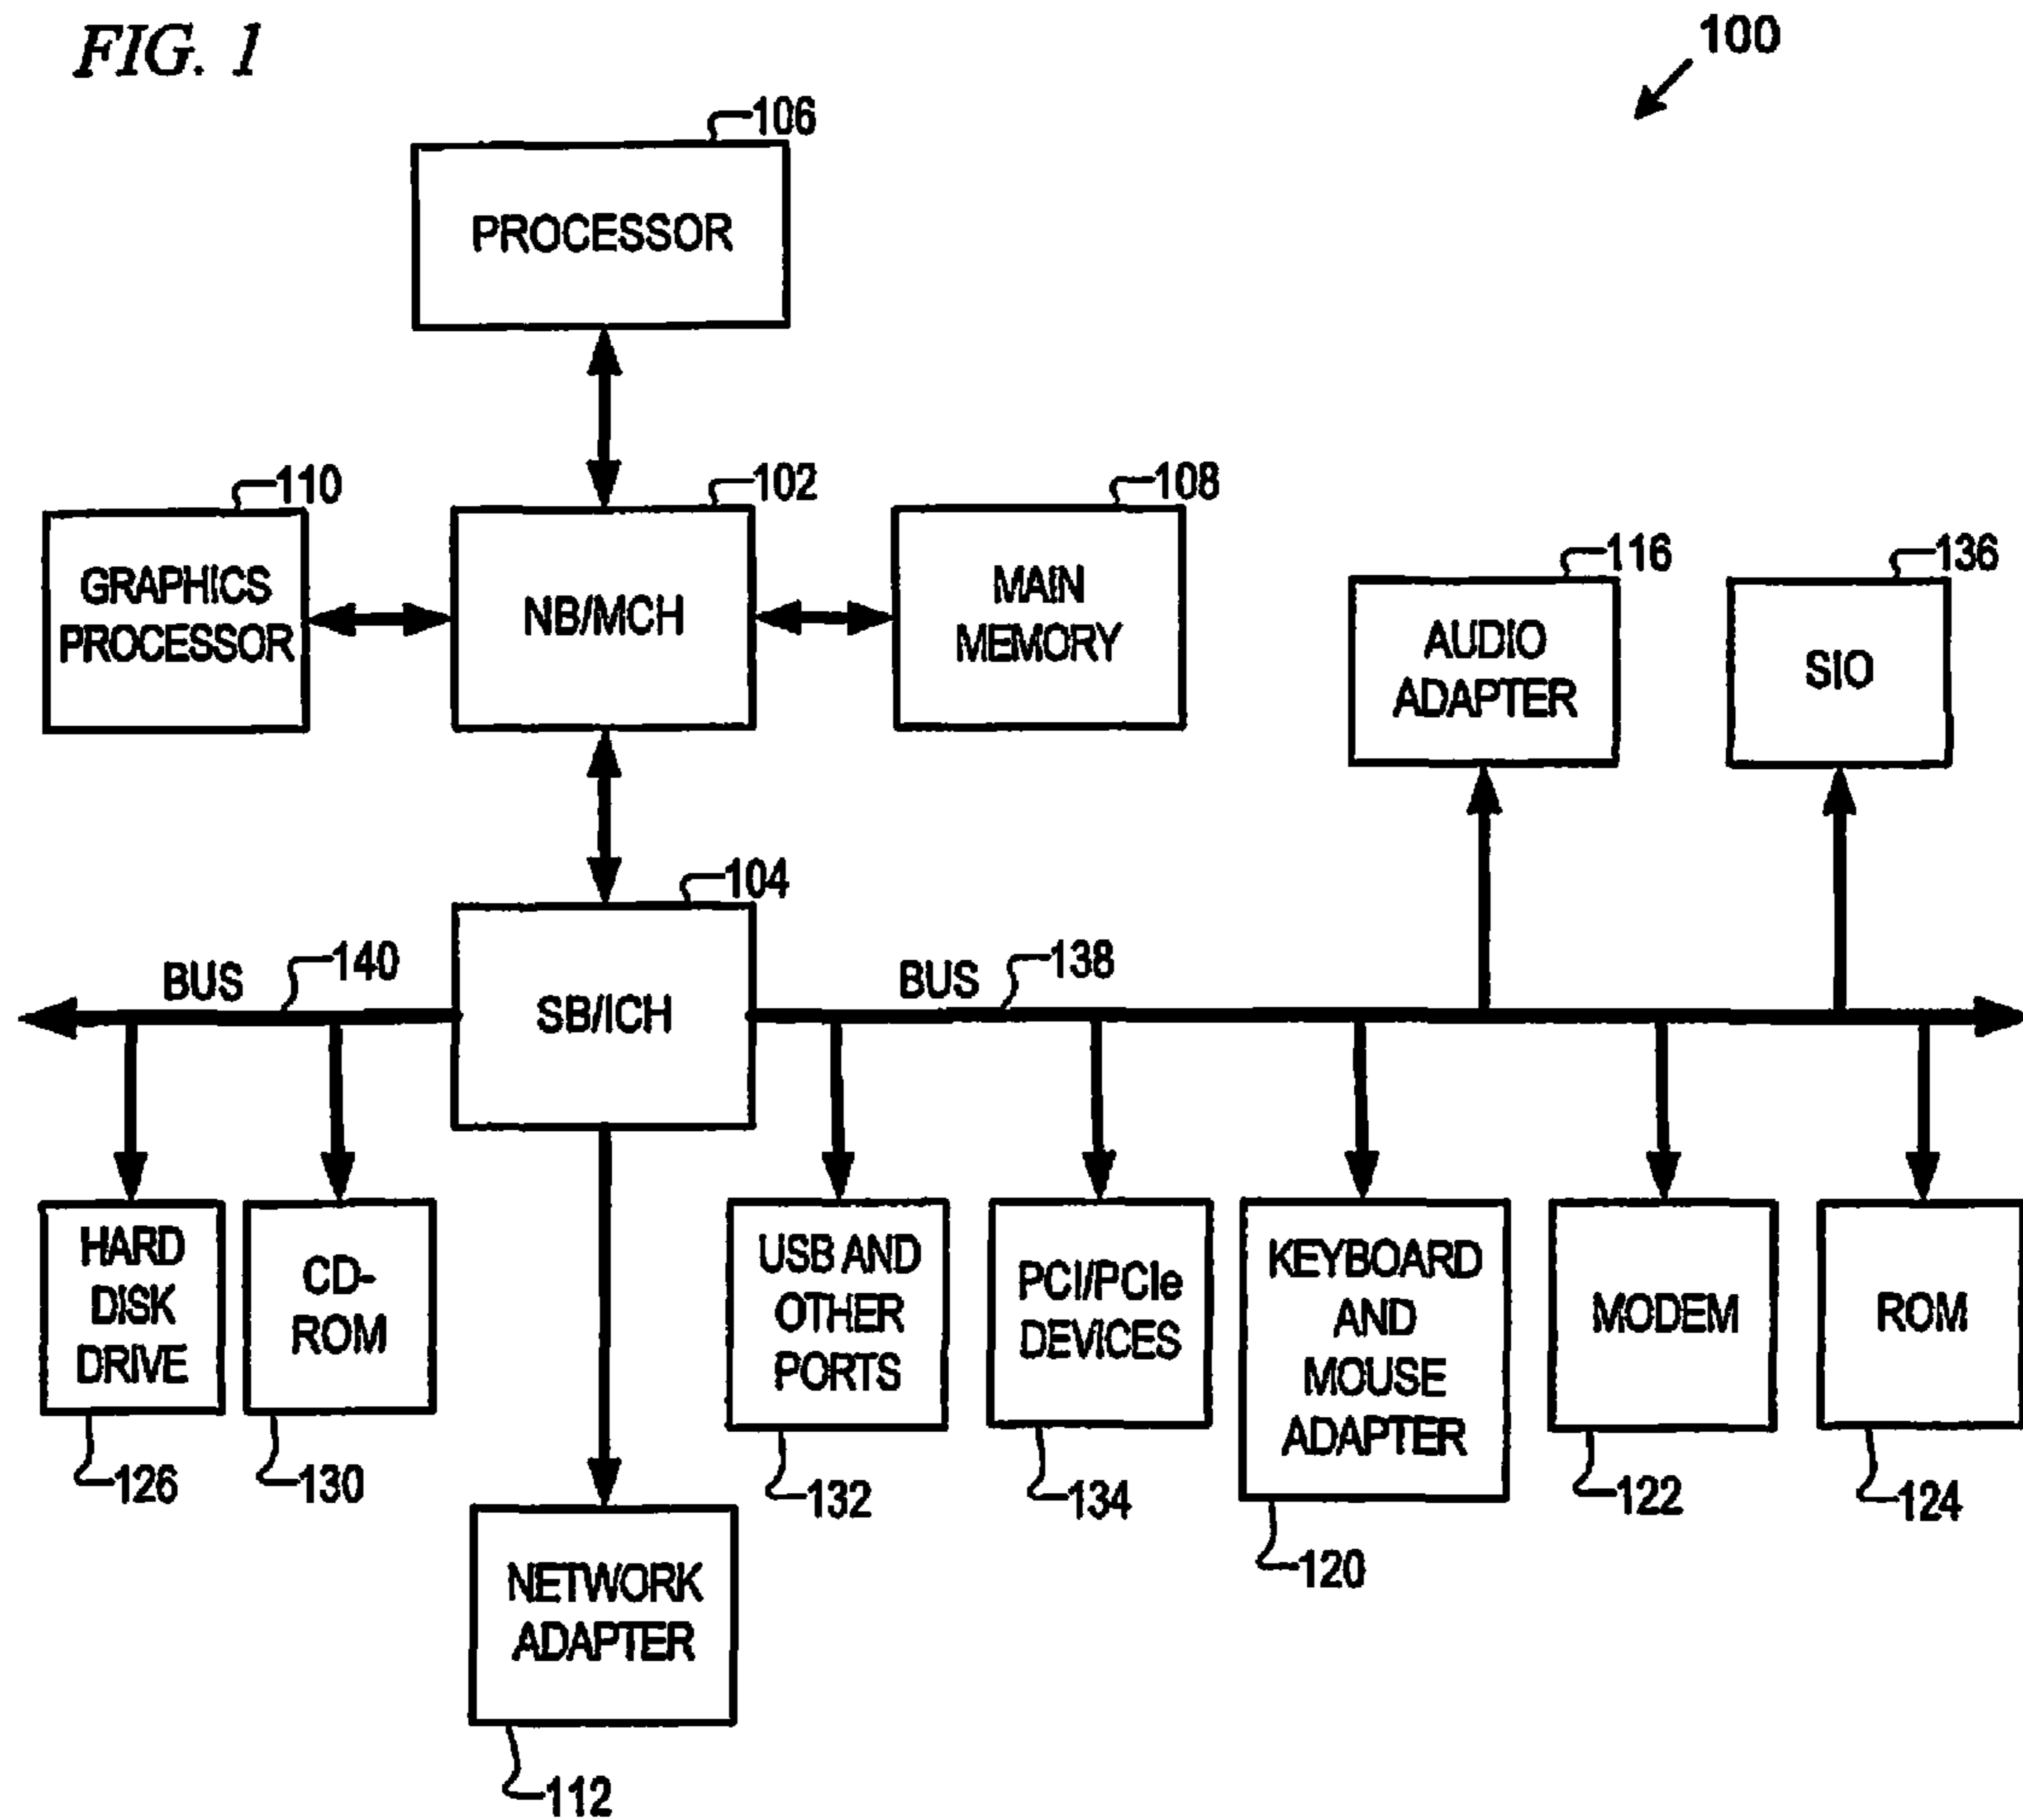 FIG. 1
100
106
PROCESSOR
110
102
108
GRAPHICS
PROCESSOR
NB/MCH
MAIN
MEMORY
116
136
AUDIO
ADAPTER
SIO
104
BUS
140
SB/ICH
BUS
138
HARD
DISK
DRIVE
CD-
ROM
USB AND
OTHER
PORTS
PCI/PCIe
DEVICES
KEYBOARD
AND
MOUSE
ADAPTER
MODEM
ROM
126
130
132
134
120
122
124
NETWORK
ADAPTER
112